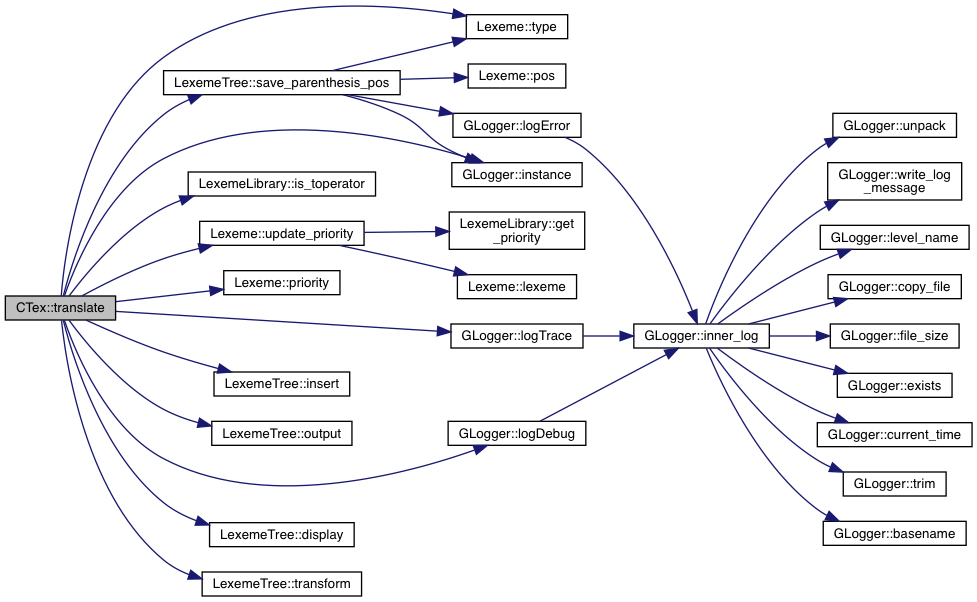 CTex::translate
Lexeme::type
LexemeTree::save_parenthesis_pos
Lexeme::pos
GLogger::logError
GLogger::instance
LexemeLibrary::is_toperator
Lexeme::update_priority
LexemeLibrary::get
_priority
Lexeme::lexeme
Lexeme::priority
GLogger::logTrace
LexemeTree::insert
LexemeTree::output
GLogger::logDebug
LexemeTree::display
LexemeTree::transform
GLogger::inner_log
GLogger::unpack
GLogger::write_log
_message
GLogger::level_name
GLogger::copy_file
GLogger::file_size
GLogger::exists
GLogger::current_time
GLogger::trim
GLogger::basename